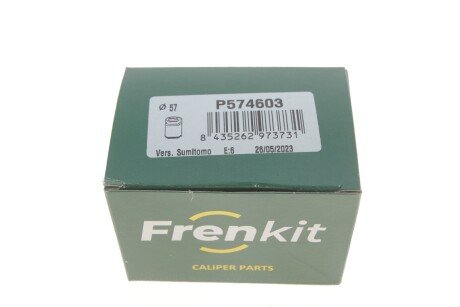 Ø 57
P574603
8 435262 973731
Vers. Sumitomo E:6 26/05/2023
Frenkit
CALIPER PARTS